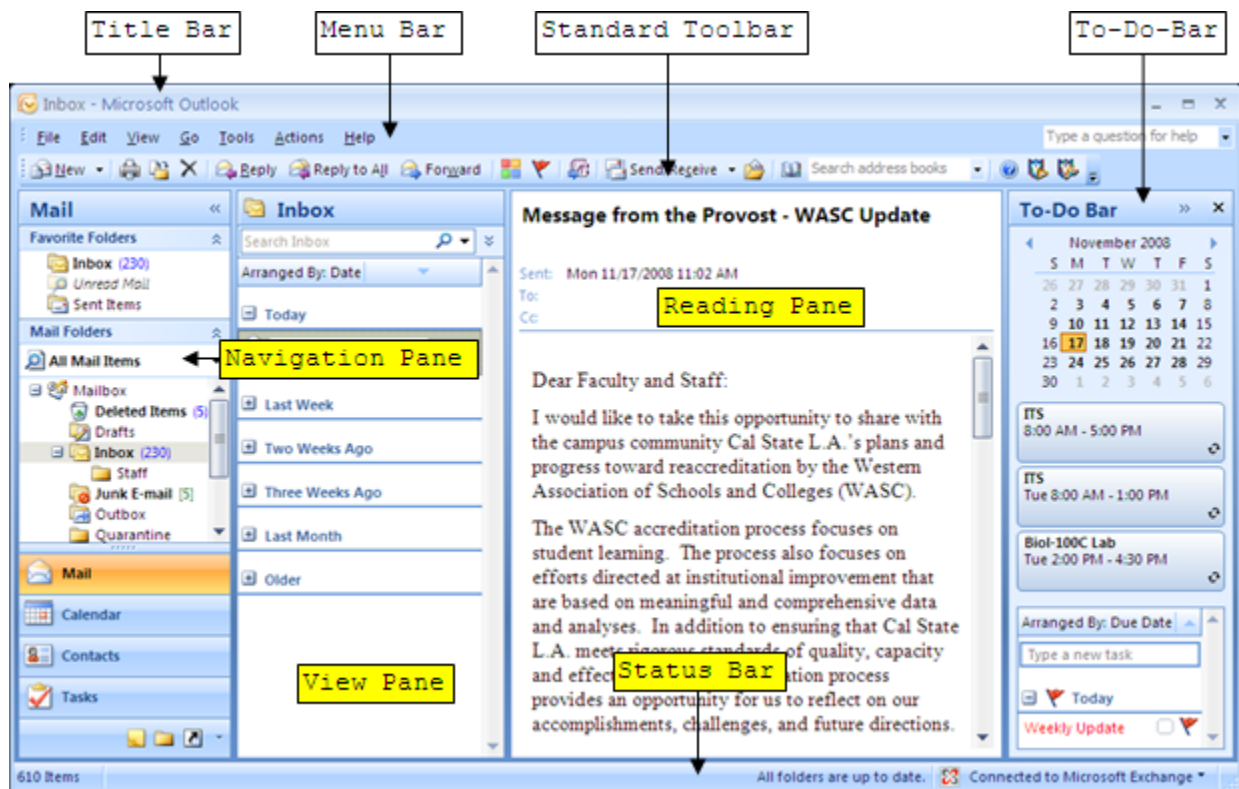 Title Bar
Menu Bar
Standard Toolbar
To-Do-Bar
Inbox - Microsoft Outlook
File Edit View Go Tools Actions Help
Type a question for help
New Reply Reply to All Forward Send/Receive Search address books
Mail
Favorite Folders
Inbox (230)
Unread Mail
Sent Items
Mail Folders
All Mail Items
Navigation Pane
Mailbox
Deleted Items (5)
Drafts
Inbox (230)
Staff
Junk E-mail [5]
Outbox
Quarantine
Mail
Calendar
Contacts
Tasks
Inbox
Search Inbox
Arranged By: Date
Today
Last Week
Two Weeks Ago
Three Weeks Ago
Last Month
Older
View Pane
Message from the Provost - WASC Update
Sent: Mon 11/17/2008 11:02 AM
To:
Cc:
Reading Pane
Dear Faculty and Staff:
I would like to take this opportunity to share with
the campus community Cal State L.A.'s plans and
progress toward reaccreditation by the Western
Association of Schools and Colleges (WASC).
The WASC accreditation process focuses on
student learning. The process also focuses on
efforts directed at institutional improvement that
are based on meaningful and comprehensive data
and analyses. In addition to ensuring that Cal State
L.A. meets rigorous standards of quality, capacity
and process
Status Bar
provides an opportunity for us to reflect on our
accomplishments, challenges, and future directions.
To-Do Bar
November 2008
S M T W T F S
26 27 28 29 30 31 1
2 3 4 5 6 7 8
9 10 11 12 13 14 15
16 17 18 19 20 21 22
23 24 25 26 27 28 29
30 1 2 3 4 5 6
ITS
8:00 AM - 5:00 PM
ITS
Tue 8:00 AM - 1:00 PM
Biol-100C Lab
Tue 2:00 PM - 4:30 PM
Arranged By: Due Date
Type a new task
Today
Weekly Update
610 Items
All folders are up to date. Connected to Microsoft Exchange